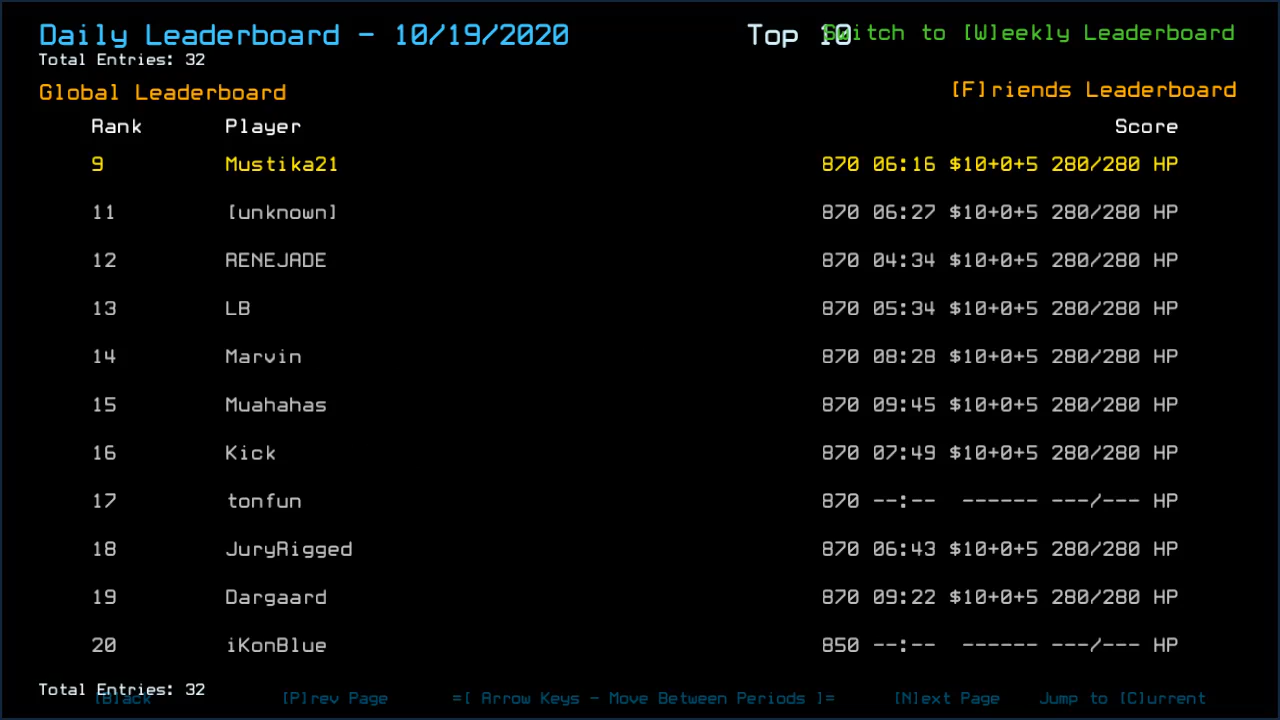 Daily Leaderboard - 10/19/2020
Top 10
Switch to [W]eekly Leaderboard
Total Entries: 32
Global Leaderboard
[F]riends Leaderboard
Rank Player Score
9 Mustika21 870 06:16 $10+0+5 280/280 HP
11 [unknown] 870 06:27 $10+0+5 280/280 HP
12 RENEJADE 870 04:34 $10+0+5 280/280 HP
13 LB 870 05:34 $10+0+5 280/280 HP
14 Marvin 870 08:28 $10+0+5 280/280 HP
15 Muahahas 870 09:45 $10+0+5 280/280 HP
16 Kick 870 07:49 $10+0+5 280/280 HP
17 tonfun 870 --:-- ------ ---/--- HP
18 JuryRigged 870 06:43 $10+0+5 280/280 HP
19 Dargaard 870 09:22 $10+0+5 280/280 HP
20 iKonBlue 850 --:-- ------ ---/--- HP
Total Entries: 32
[B]ack [P]rev Page =[ Arrow Keys - Move Between Periods ]= [N]ext Page Jump to [C]urrent